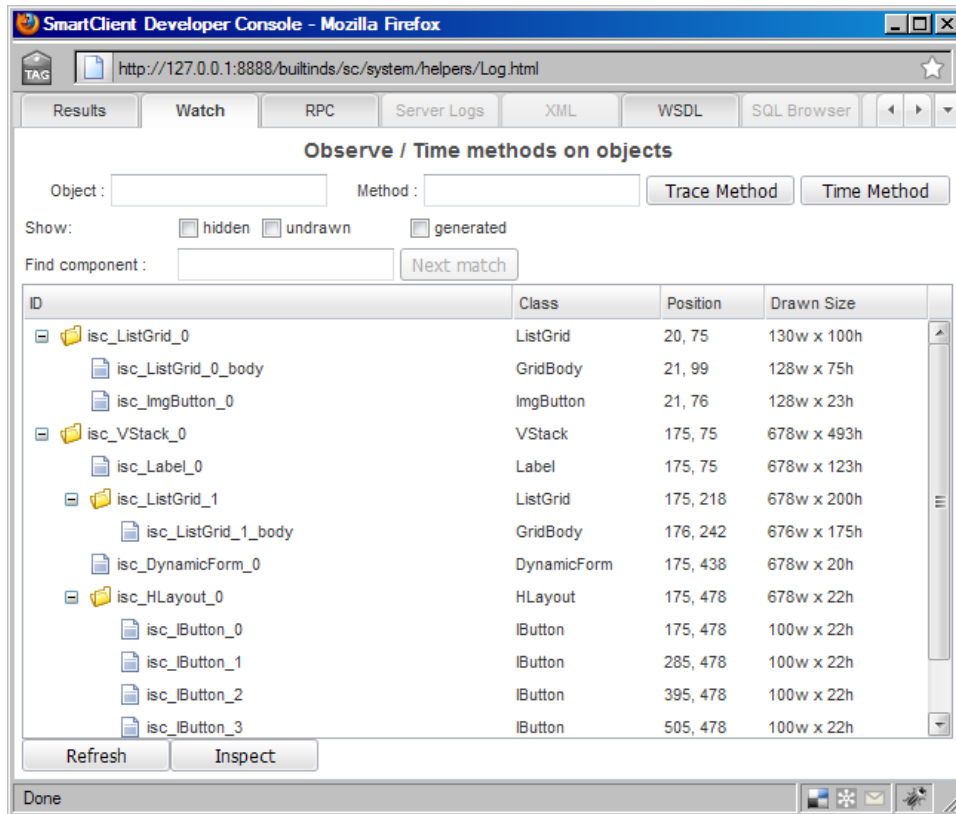 SmartClient Developer Console - Mozilla Firefox
TAG http://127.0.0.1:8888/builtinds/sc/system/helpers/Log.html
Results Watch RPC Server Logs XML WSDL SQL Browser
Observe / Time methods on objects
Object : Method : Trace Method Time Method
Show: hidden undrawn generated
Find component : Next match
ID Class Position Drawn Size
isc_ListGrid_0 ListGrid 20, 75 130w x 100h
isc_ListGrid_0_body GridBody 21, 99 128w x 75h
isc_ImgButton_0 ImgButton 21, 76 128w x 23h
isc_VStack_0 VStack 175, 75 678w x 493h
isc_Label_0 Label 175, 75 678w x 123h
isc_ListGrid_1 ListGrid 175, 218 678w x 200h
isc_ListGrid_1_body GridBody 176, 242 676w x 175h
isc_DynamicForm_0 DynamicForm 175, 438 678w x 20h
isc_HLayout_0 HLayout 175, 478 678w x 22h
isc_IButton_0 IButton 175, 478 100w x 22h
isc_IButton_1 IButton 285, 478 100w x 22h
isc_IButton_2 IButton 395, 478 100w x 22h
isc_IButton_3 IButton 505, 478 100w x 22h
Refresh Inspect
Done